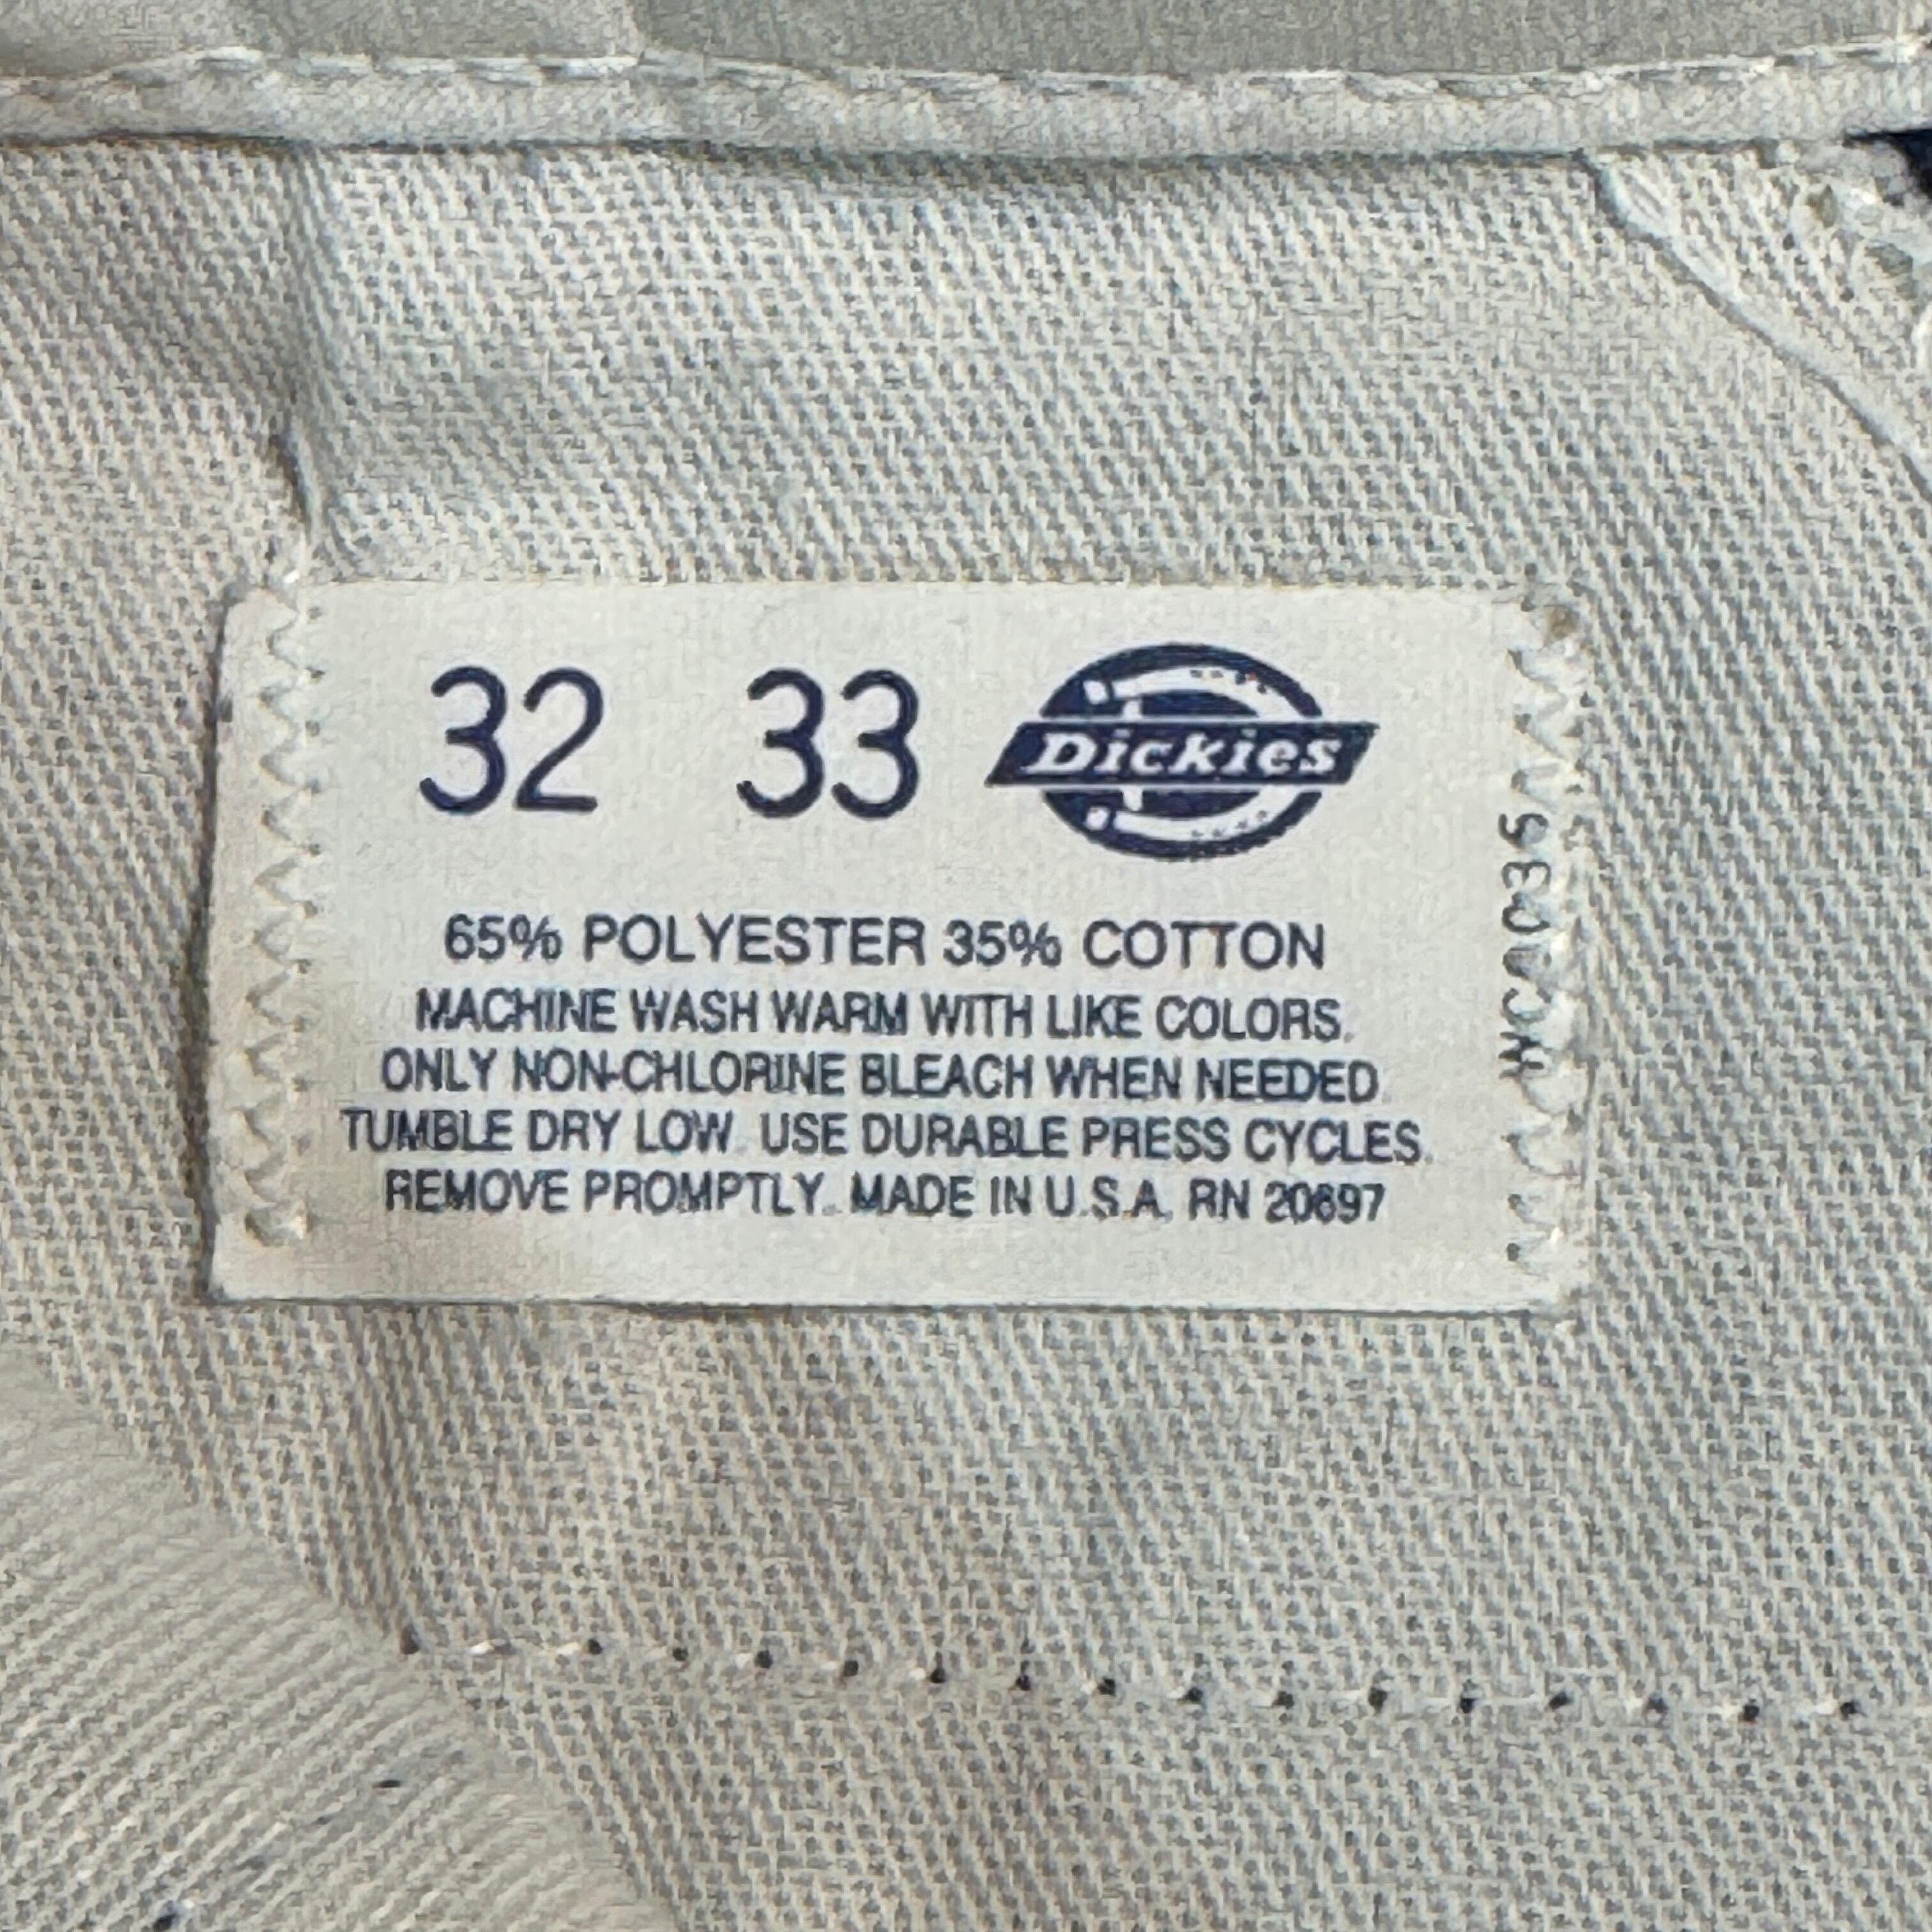 32 33 Dickies
65% POLYESTER 35% COTTON
MACHINE WASH WARM WITH LIKE COLORS.
ONLY NON-CHLORINE BLEACH WHEN NEEDED.
TUMBLE DRY LOW. USE DURABLE PRESS CYCLES.
REMOVE PROMPTLY. MADE IN U.S.A. RN 20697